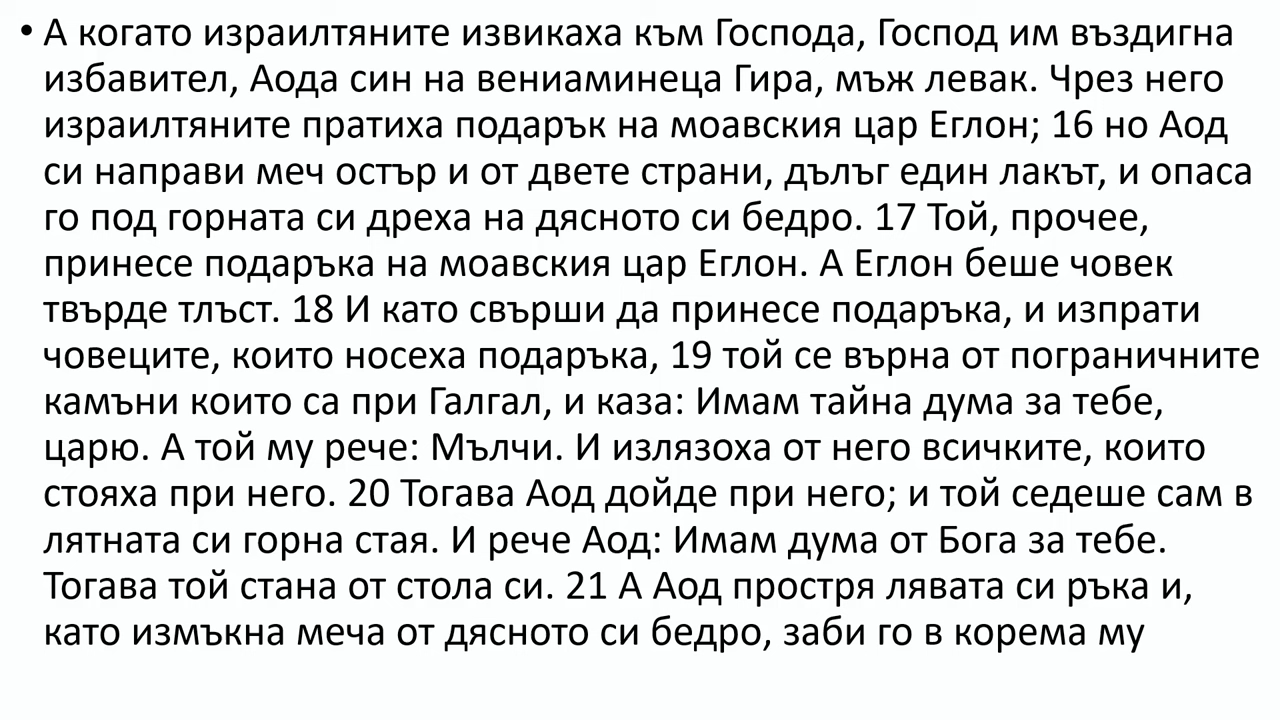 • А когато израилтяните извикаха към Господа, Господ им въздигна
избавител, Аода син на вениаминеца Гира, мъж левак. Чрез него
израилтяните пратиха подарък на моавския цар Еглон; 16 но Аод
си направи меч остър и от двете страни, дълъг един лакът, и опаса
го под горната си дреха на дясното си бедро. 17 Той, прочее,
принесе подаръка на моавския цар Еглон. А Еглон беше човек
твърде тлъст. 18 И като свърши да принесе подаръка, и изпрати
човеците, които носеха подаръка, 19 той се върна от пограничните
камъни които са при Галгал, и каза: Имам тайна дума за тебе,
царю. А той му рече: Мълчи. И излязоха от него всичките, които
стояха при него. 20 Тогава Аод дойде при него; и той седеше сам в
лятната си горна стая. И рече Аод: Имам дума от Бога за тебе.
Тогава той стана от стола си. 21 А Аод простря лявата си ръка и,
като измъкна меча от дясното си бедро, заби го в корема му